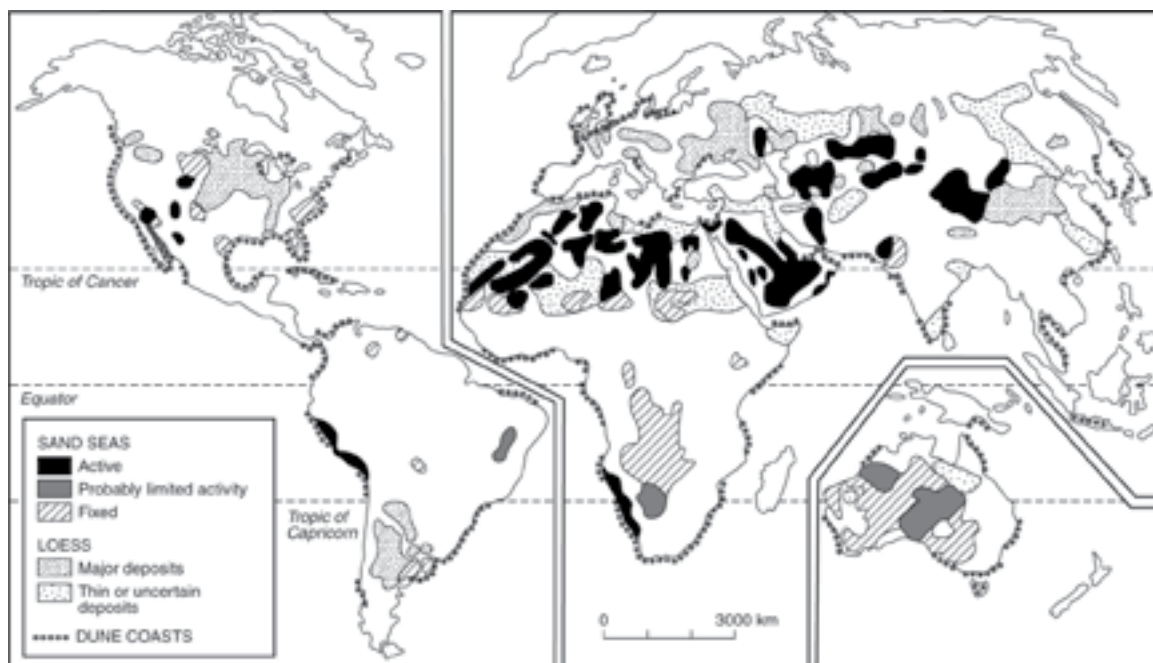 Tropic of Cancer
Equator
SAND SEAS
Active
Probably limited activity
Fixed
LOESS
Major deposits
Thin or uncertain
deposits
DUNE COASTS
Tropic of
Capricorn
0 3000 km